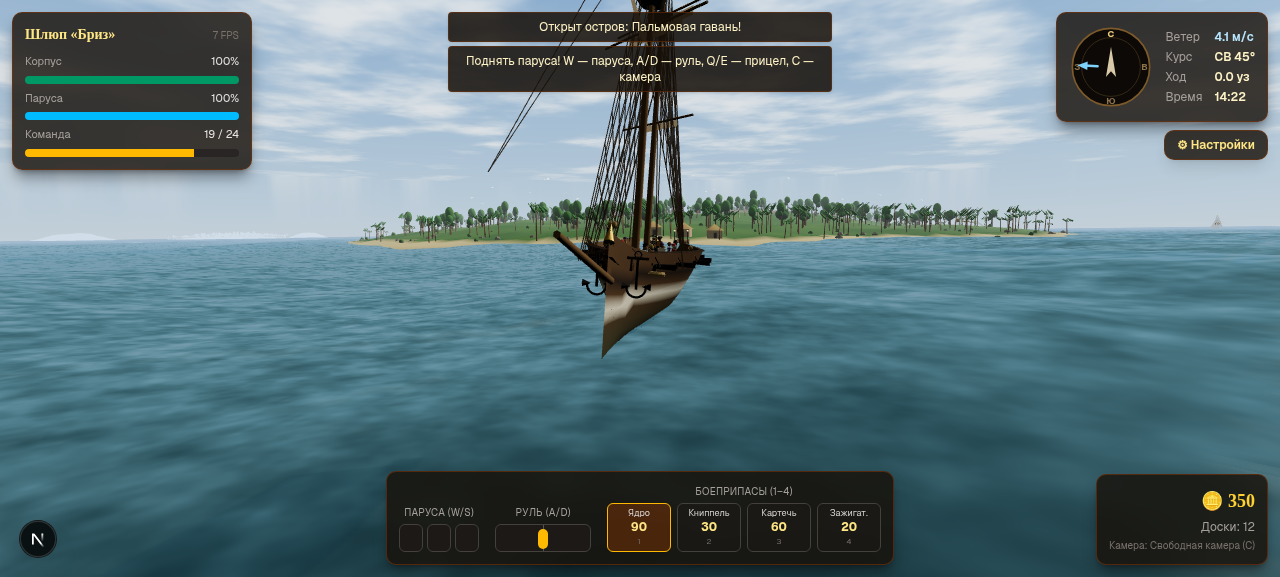 Шлюп «Бриз»
7 FPS
Корпус 100%
Паруса 100%
Команда 19 / 24
Открыт остров: Пальмовая гавань!
Поднять паруса! W — паруса, A/D — руль, Q/E — прицел, C —
камера
С
З
В
Ю
Ветер 4.1 м/с
Курс СВ 45°
Ход 0.0 уз
Время 14:22
⚙ Настройки
БОЕПРИПАСЫ (1–4)
ПАРУСА (W/S)
РУЛЬ (A/D)
Ядро
90
1
Книппель
30
2
Картечь
60
3
Зажигат.
20
4
350
Доски: 12
Камера: Свободная камера (C)
N